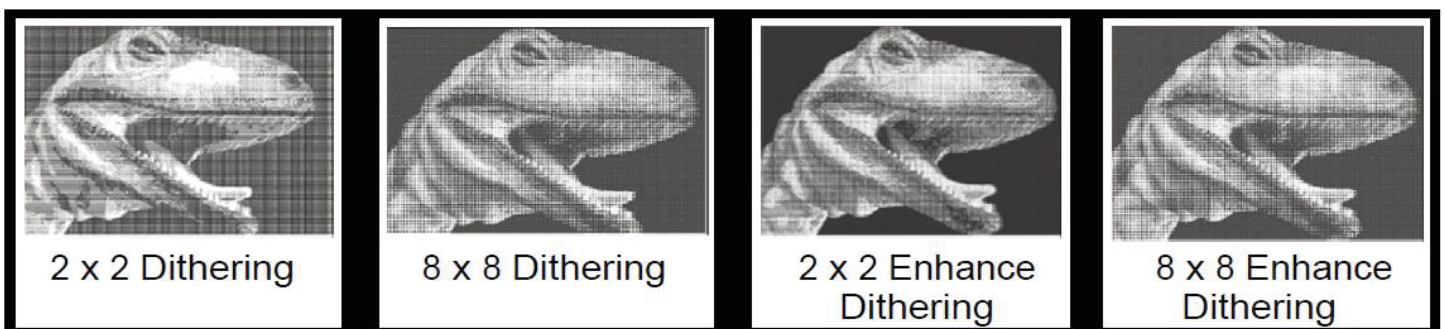 2 x 2 Dithering
8 x 8 Dithering
2 x 2 Enhance
Dithering
8 x 8 Enhance
Dithering